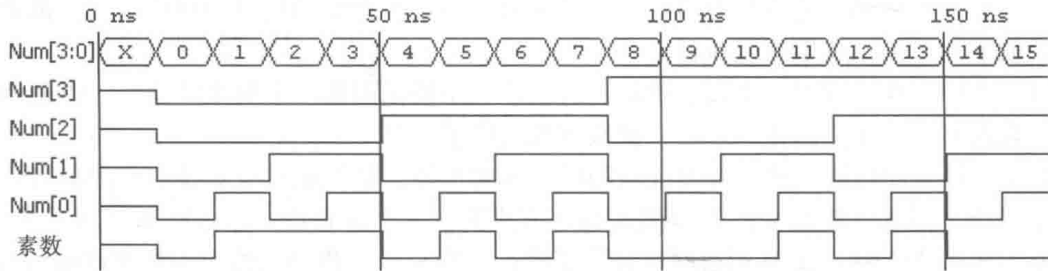 0 ns 50 ns 100 ns 150 ns
Num[3:0] X 0 1 2 3 4 5 6 7 8 9 10 11 12 13 14 15
Num[3]
Num[2]
Num[1]
Num[0]
素数